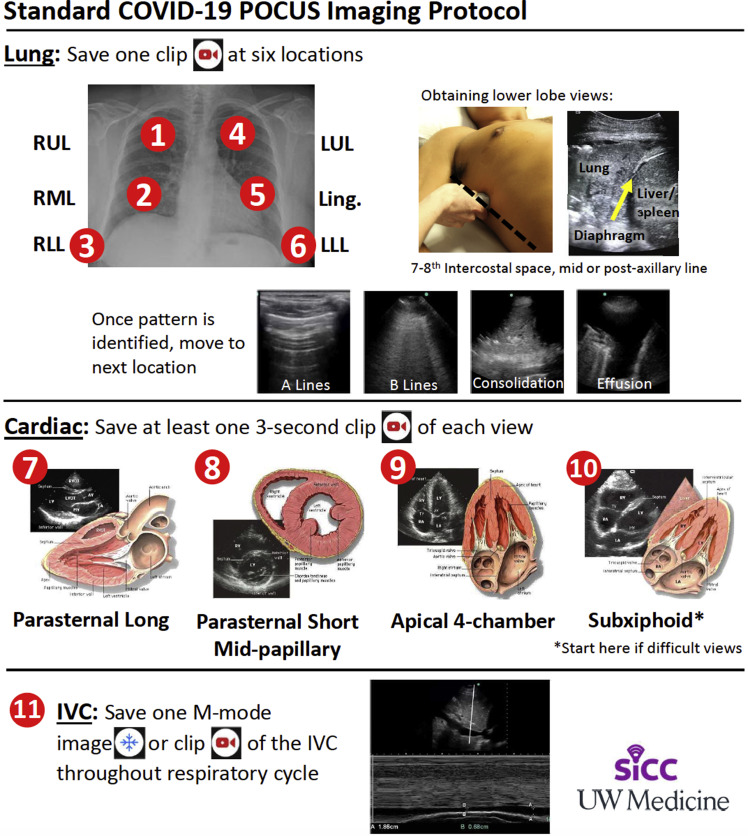 Standard COVID-19 POCUS Imaging Protocol
Lung: Save one clip at six locations
RUL
1
4
LUL
RML
2
5
Ling.
RLL
3
6
LLL
Obtaining lower lobe views:
Lung
Liver/
spleen
Diaphragm
7-8th Intercostal space, mid or post-axillary line
Once pattern is
identified, move to
next location
A Lines
B Lines
Consolidation
Effusion
Cardiac: Save at least one 3-second clip of each view
7
Parasternal Long
8
Parasternal Short
Mid-papillary
9
Apical 4-chamber
10
Subxiphoid*
*Start here if difficult views
11
IVC: Save one M-mode
image or clip of the IVC
throughout respiratory cycle
A 1.86cm
B 0.68cm
SiCC
UW Medicine